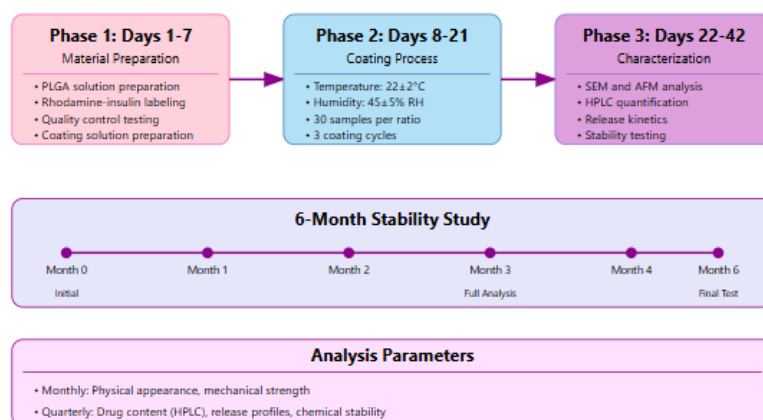 Phase 1: Days 1-7
Material Preparation
• PLGA solution preparation
• Rhodamine-insulin labeling
• Quality control testing
• Coating solution preparation
Phase 2: Days 8-21
Coating Process
• Temperature: 22±2°C
• Humidity: 45±5% RH
• 30 samples per ratio
• 3 coating cycles
Phase 3: Days 22-42
Characterization
• SEM and AFM analysis
• HPLC quantification
• Release kinetics
• Stability testing
6-Month Stability Study
Month 0 Month 1 Month 2 Month 3 Month 4 Month 6
Initial Full Analysis Final Test
Analysis Parameters
• Monthly: Physical appearance, mechanical strength
• Quarterly: Drug content (HPLC), release profiles, chemical stability